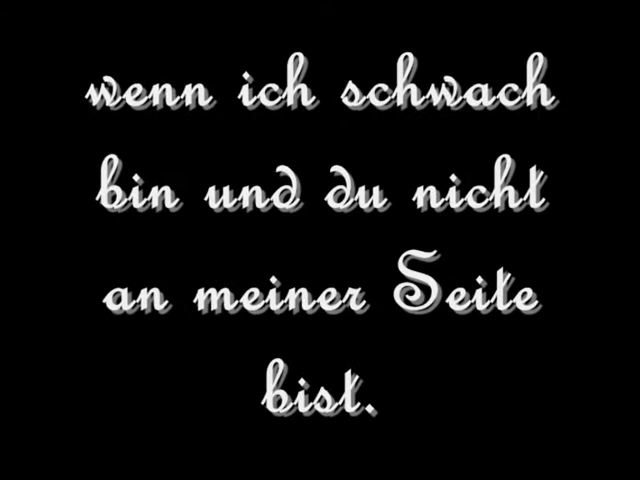 wenn ich schwach
bin und du nicht
an meiner Seite
bist.